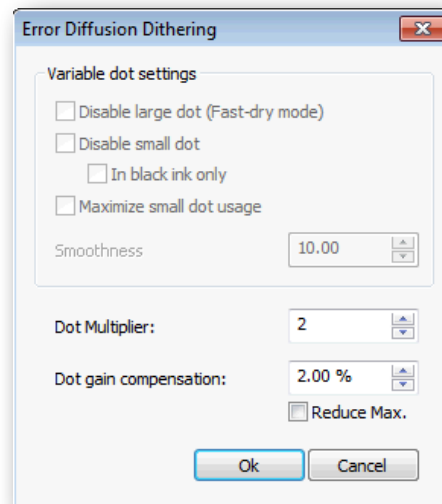 Error Diffusion Dithering
Variable dot settings
Disable large dot (Fast-dry mode)
Disable small dot
In black ink only
Maximize small dot usage
Smoothness 10.00
Dot Multiplier: 2
Dot gain compensation: 2.00 %
Reduce Max.
Ok Cancel